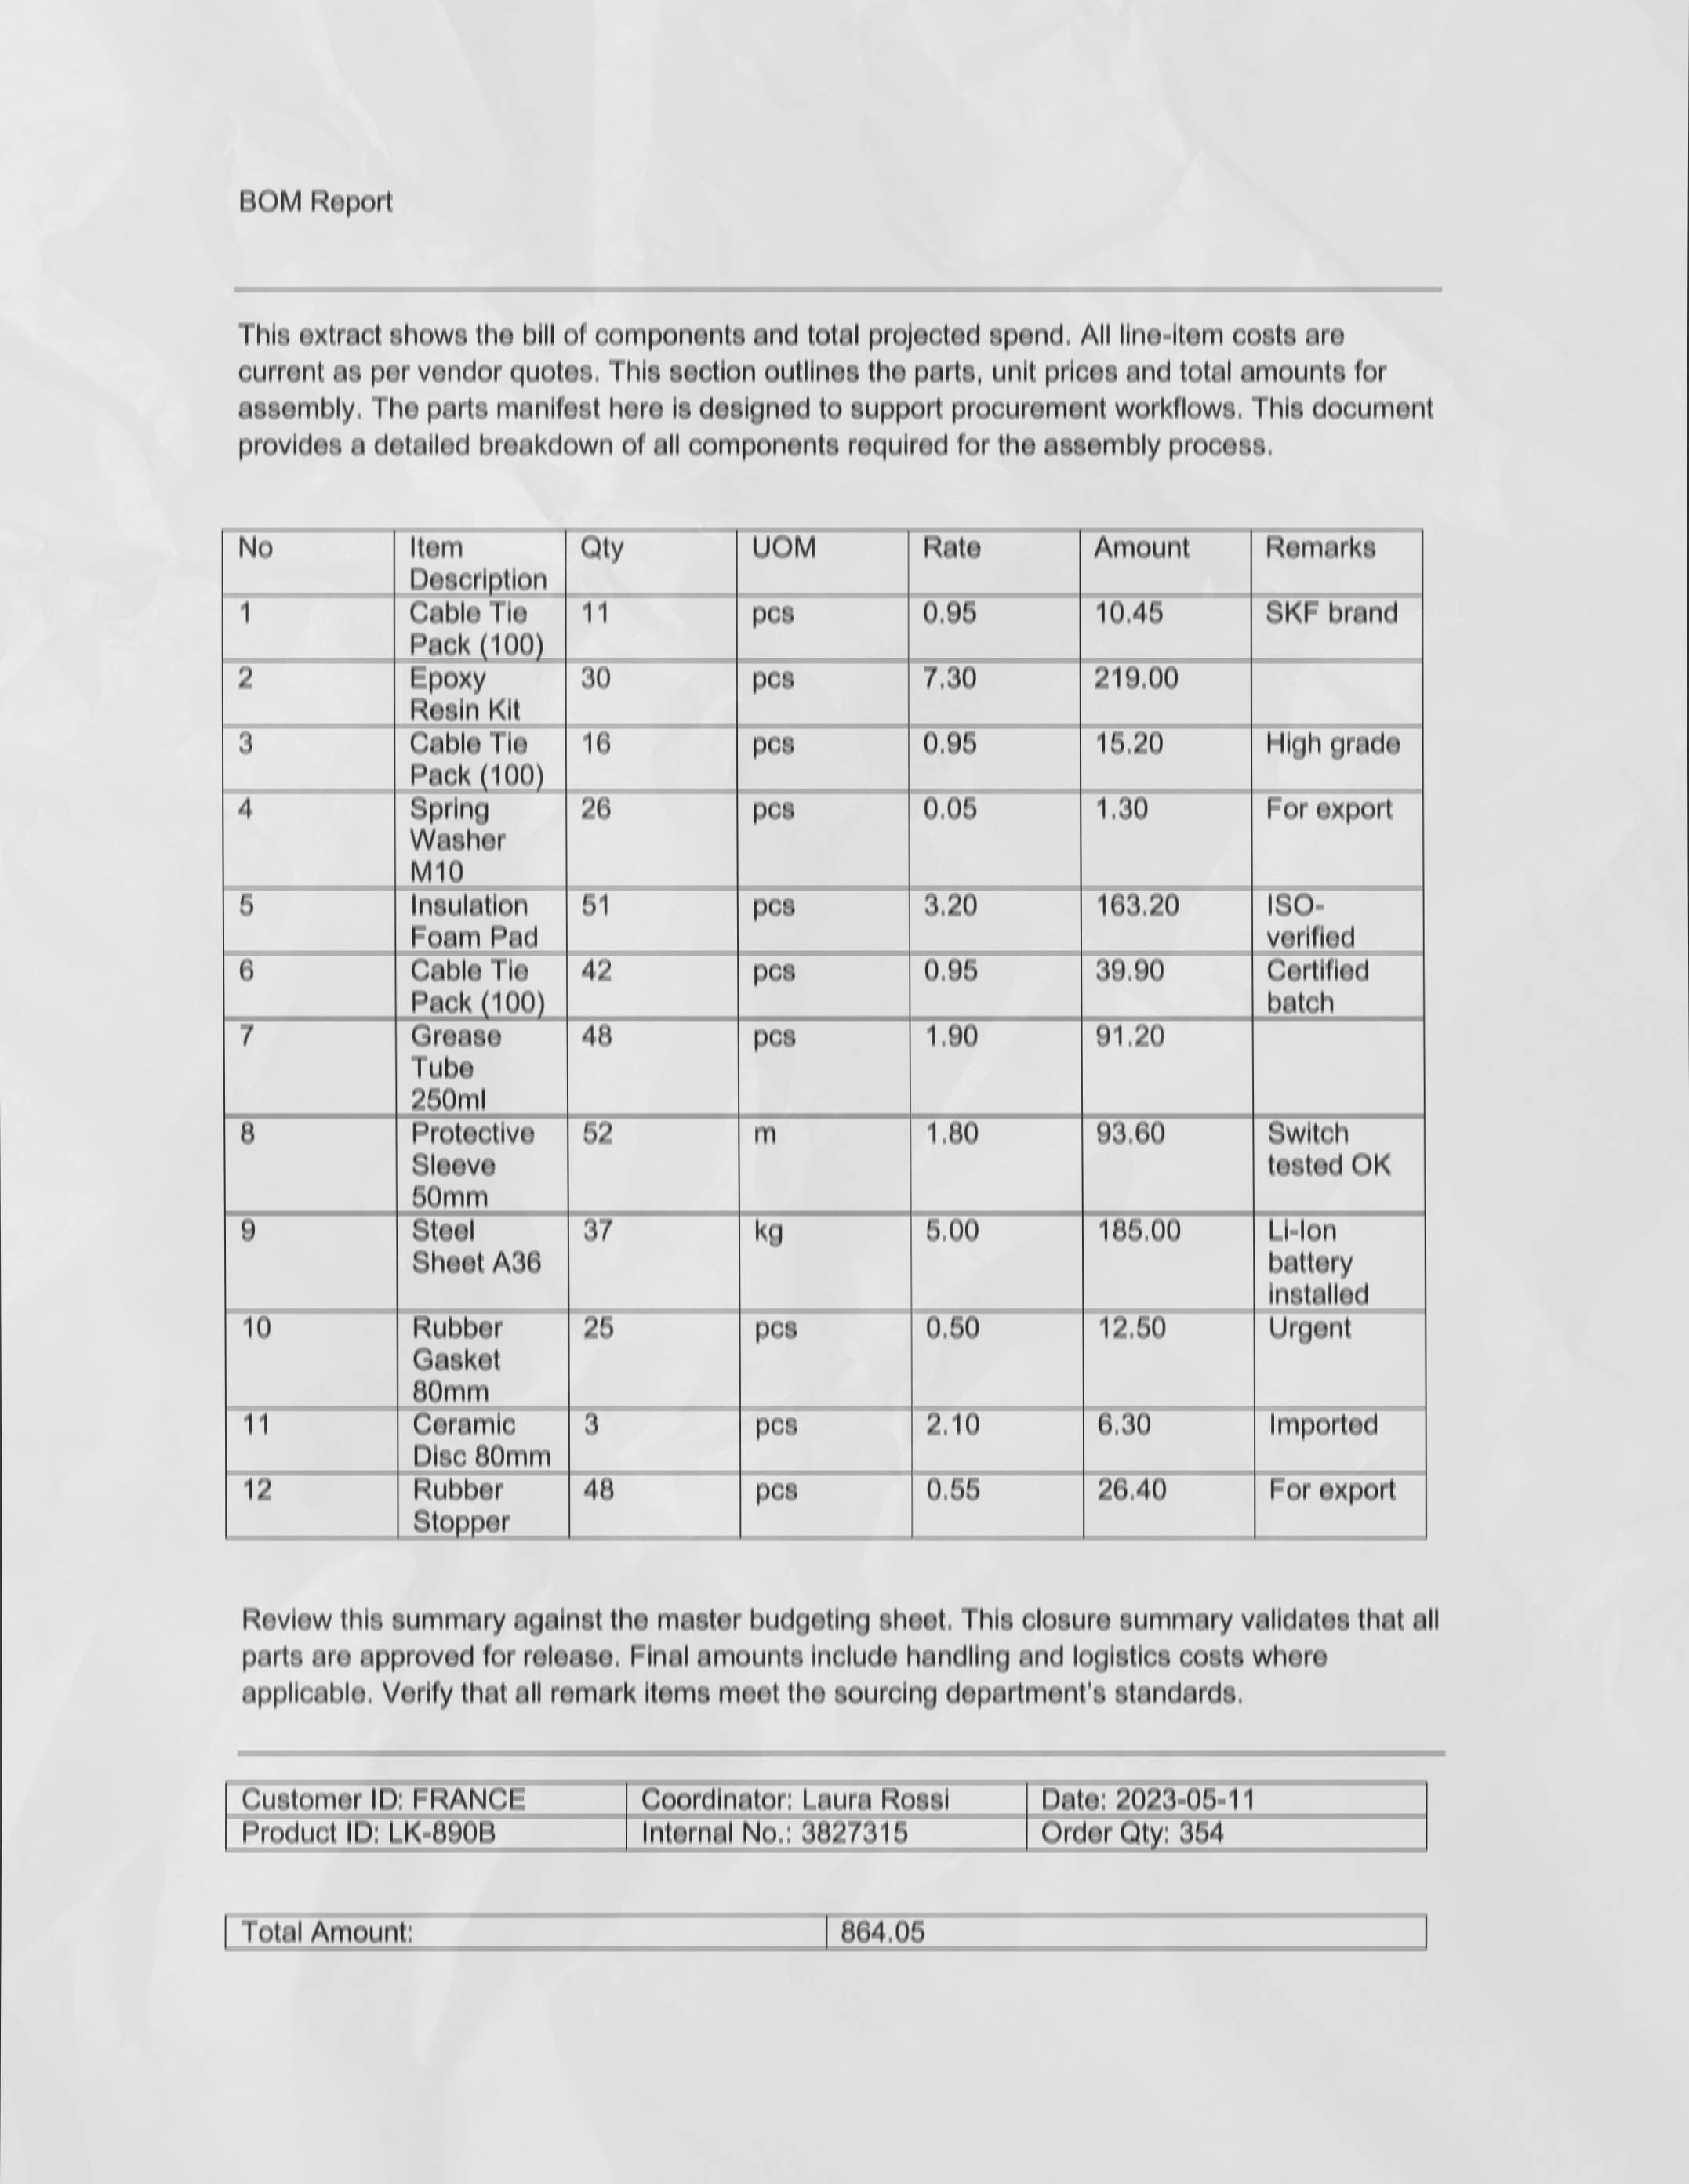 BOM Report
This extract shows the bill of components and total projected spend. All line-item costs are
current as per vendor quotes. This section outlines the parts, unit prices and total amounts for
assembly. The parts manifest here is designed to support procurement workflows. This document
provides a detailed breakdown of all components required for the assembly process.
No Item Description Qty UOM Rate Amount Remarks
1 Cable Tie Pack (100) 11 pcs 0.95 10.45 SKF brand
2 Epoxy Resin Kit 30 pcs 7.30 219.00
3 Cable Tie Pack (100) 16 pcs 0.95 15.20 High grade
4 Spring Washer M10 26 pcs 0.05 1.30 For export
5 Insulation Foam Pad 51 pcs 3.20 163.20 ISO-verified
6 Cable Tie Pack (100) 42 pcs 0.95 39.90 Certified batch
7 Grease Tube 250ml 48 pcs 1.90 91.20
8 Protective Sleeve 50mm 52 m 1.80 93.60 Switch tested OK
9 Steel Sheet A36 37 kg 5.00 185.00 Li-Ion battery installed
10 Rubber Gasket 80mm 25 pcs 0.50 12.50 Urgent
11 Ceramic Disc 80mm 3 pcs 2.10 6.30 Imported
12 Rubber Stopper 48 pcs 0.55 26.40 For export
Review this summary against the master budgeting sheet. This closure summary validates that all
parts are approved for release. Final amounts include handling and logistics costs where
applicable. Verify that all remark items meet the sourcing department's standards.
Customer ID: FRANCE Coordinator: Laura Rossi Date: 2023-05-11
Product ID: LK-890B Internal No.: 3827315 Order Qty: 354
Total Amount: 864.05